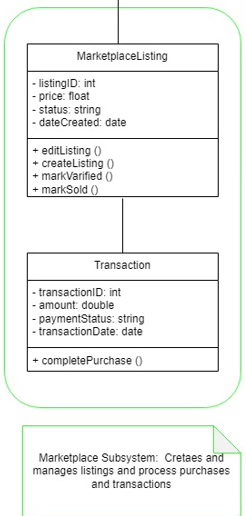 MarketplaceListing
- listingID: int
- price: float
- status: string
- dateCreated: date
+ editListing ()
+ createListing ()
+ markVarified ()
+ markSold ()
Transaction
- transactionID: int
- amount: double
- paymentStatus: string
- transactionDate: date
+ completePurchase ()
Marketplace Subsystem:  Cretaes and
manages listings and process purchases
and transactions